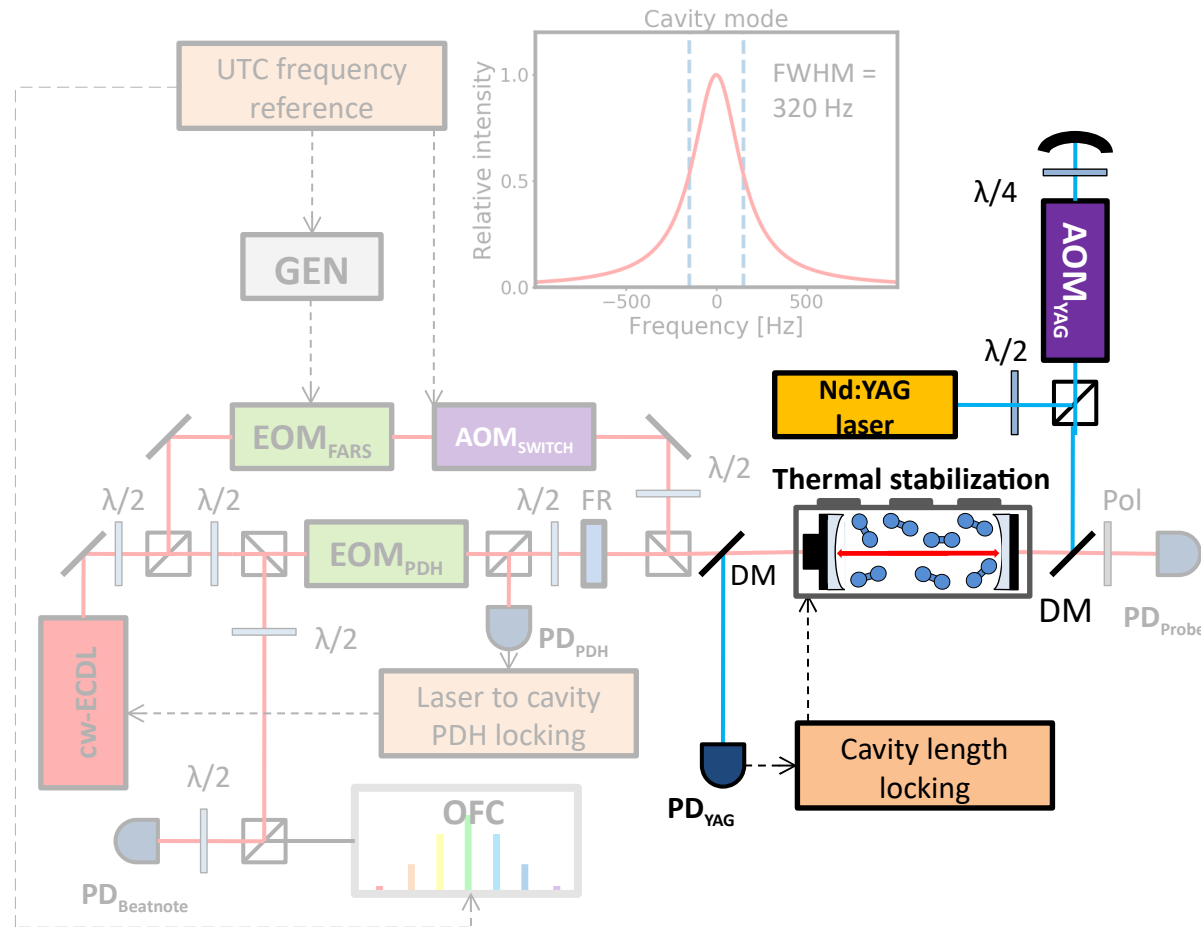 UTC frequency
reference
Cavity mode
FWHM =
320 Hz
1.0
0.5
0.0
Relative intensity
−500
0
500
Frequency [Hz]
GEN
λ/4
AOM_YAG
λ/2
Nd:YAG
laser
EOM_FARS
AOM_SWITCH
λ/2
Thermal stabilization
λ/2
λ/2
λ/2
FR
Pol
EOM_PDH
DM
DM
PD_Probe
λ/2
PD_PDH
cw-ECDL
Laser to cavity
PDH locking
Cavity length
locking
PD_YAG
λ/2
OFC
PD_Beatnote